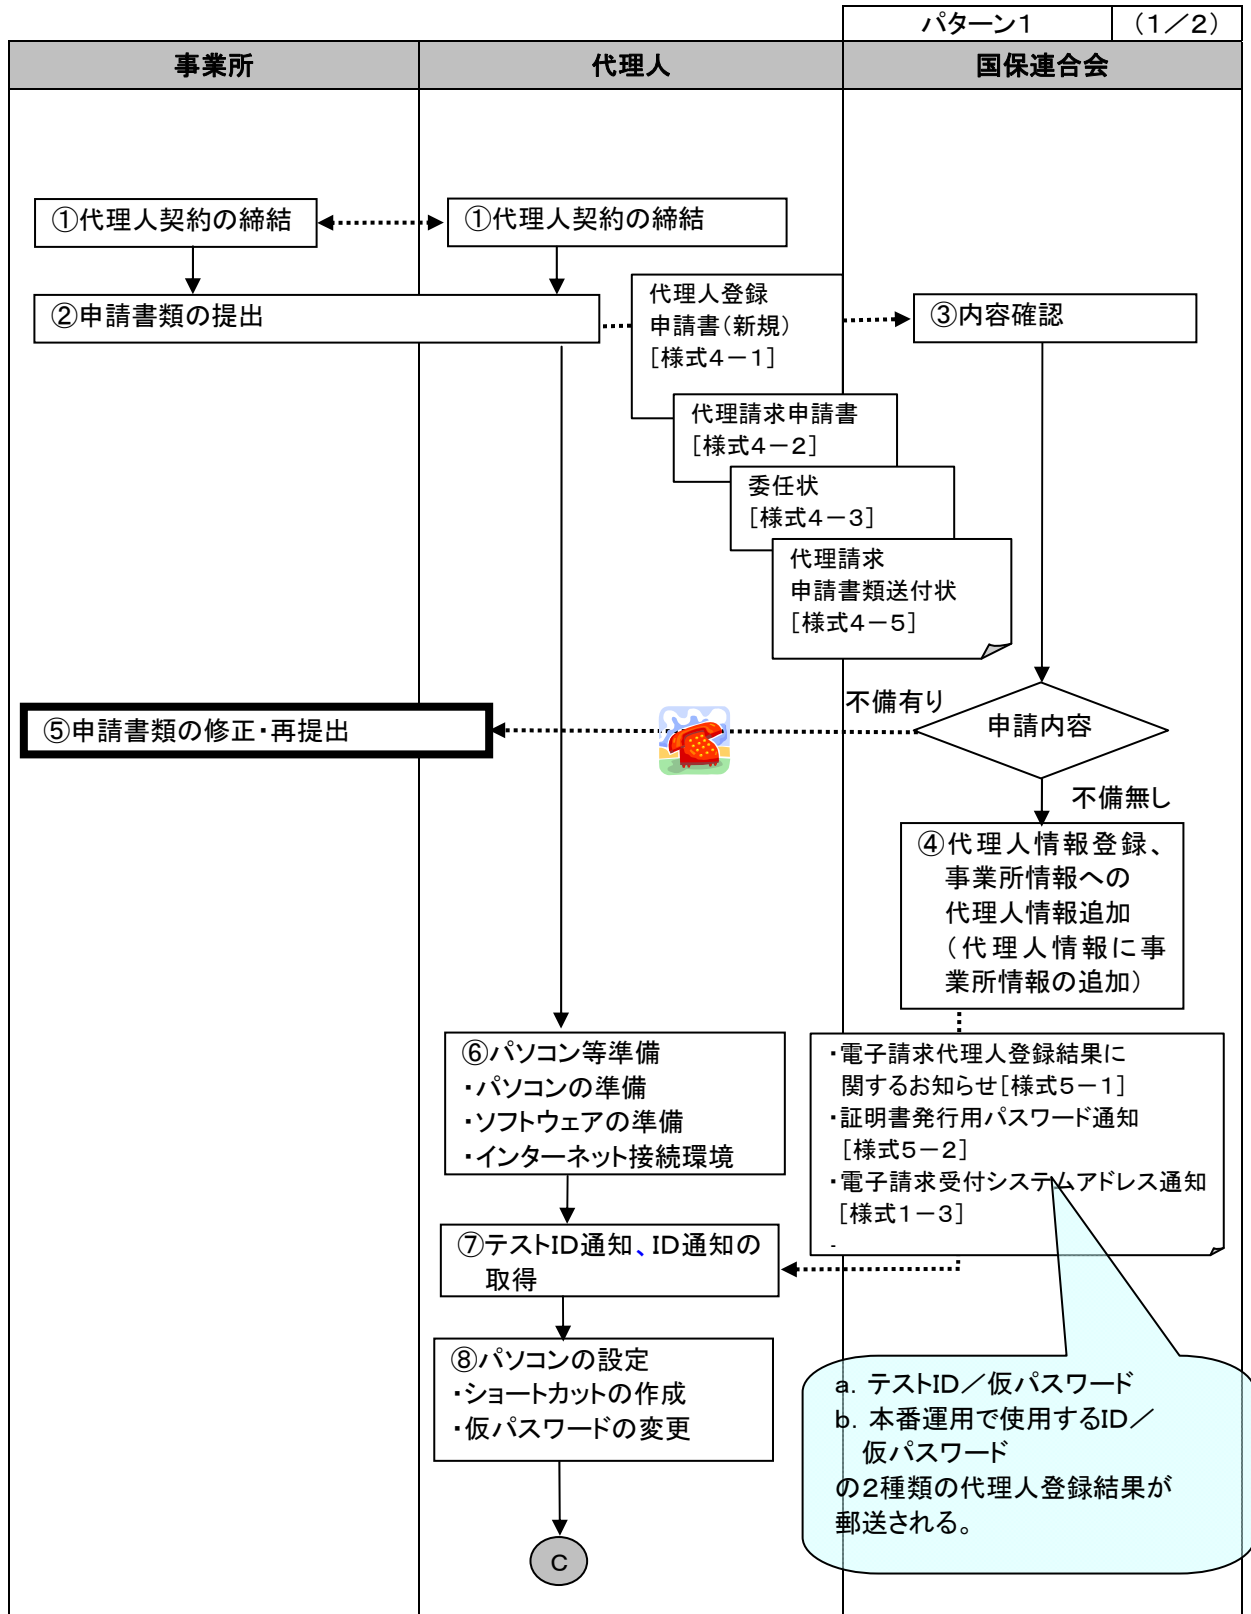 パターン1 (1／2)
事業所 代理人 国保連合会
①代理人契約の締結
①代理人契約の締結
②申請書類の提出
代理人登録
申請書(新規)
[様式4－1]
③内容確認
代理請求申請書
[様式4－2]
委任状
[様式4－3]
代理請求
申請書類送付状
[様式4－5]
不備有り
申請内容
⑤申請書類の修正・再提出
不備無し
④代理人情報登録、
事業所情報への
代理人情報追加
(代理人情報に事
業所情報の追加)
⑥パソコン等準備
・パソコンの準備
・ソフトウェアの準備
・インターネット接続環境
・電子請求代理人登録結果に
関するお知らせ[様式5－1]
・証明書発行用パスワード通知
[様式5－2]
・電子請求受付システムアドレス通知
[様式1－3]
-
⑦テストID通知、ID通知の
取得
⑧パソコンの設定
・ショートカットの作成
・仮パスワードの変更
a. テストID／仮パスワード
b. 本番運用で使用するID／
仮パスワード
の2種類の代理人登録結果が
郵送される。
C